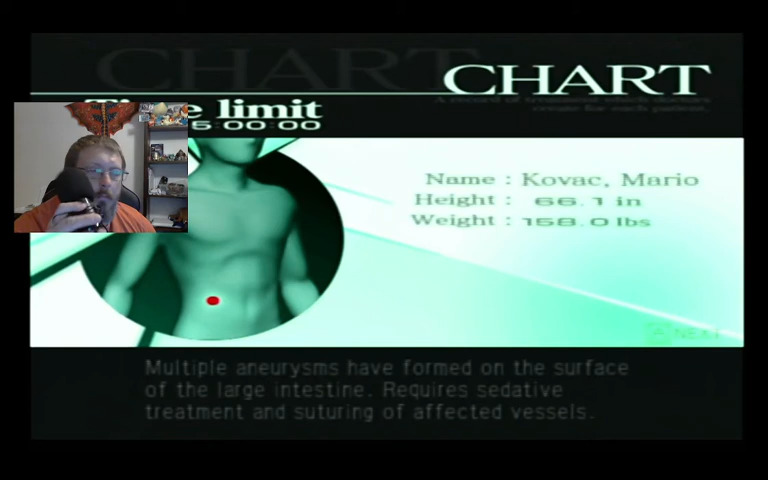 CHART
CHART
A record of treatment which doctors
create for each patient.
limit
5:00:00
Name : Kovac, Mario
Height : 66.1 in
Weight : 158.0 lbs
NEXT
Multiple aneurysms have formed on the surface
of the large intestine. Requires sedative
treatment and suturing of affected vessels.